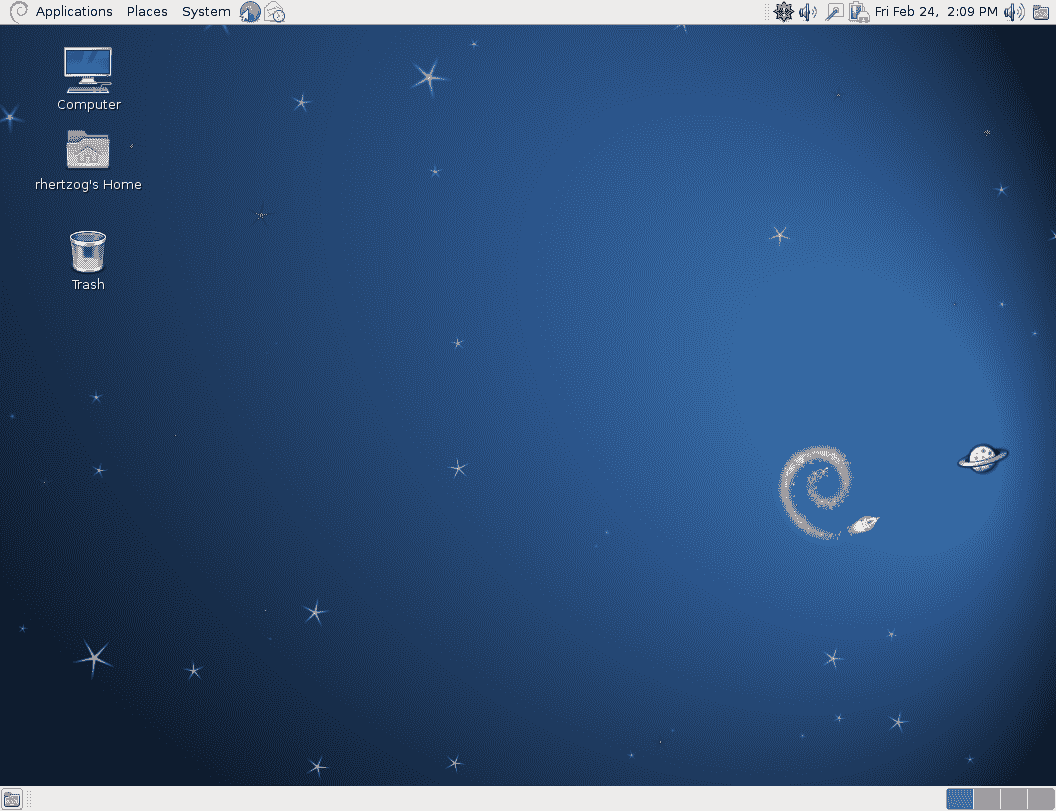 Applications Places System Fri Feb 24, 2:09 PM
Computer
rhertzog's Home
Trash